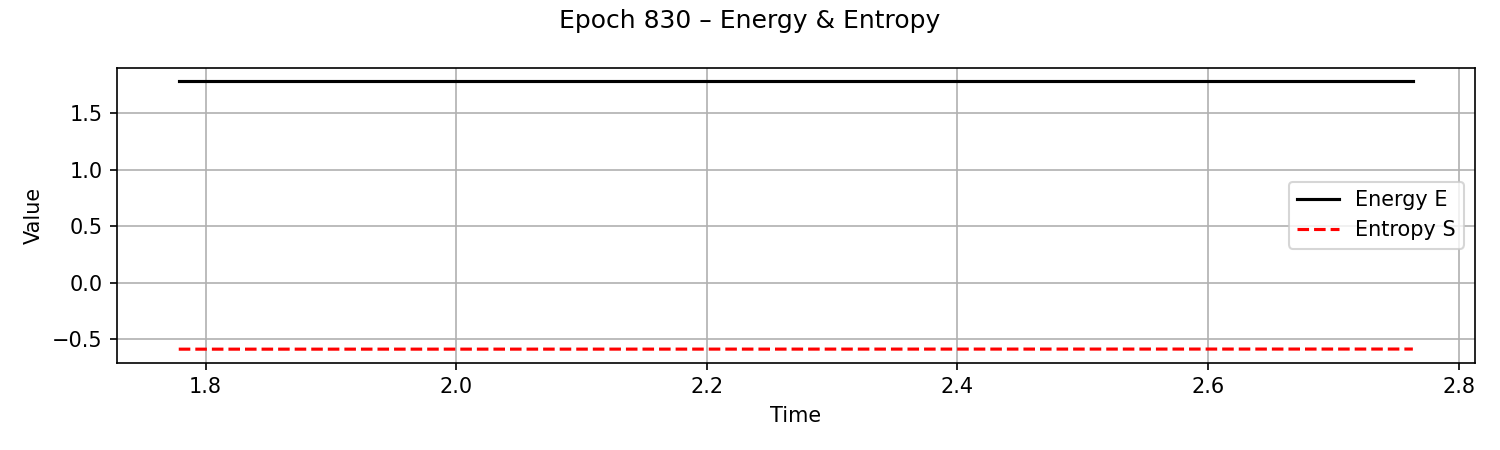 Epoch 830 – Energy & Entropy
Value
1.5
1.0
0.5
0.0
−0.5
Energy E
Entropy S
1.8 2.0 2.2 2.4 2.6 2.8
Time